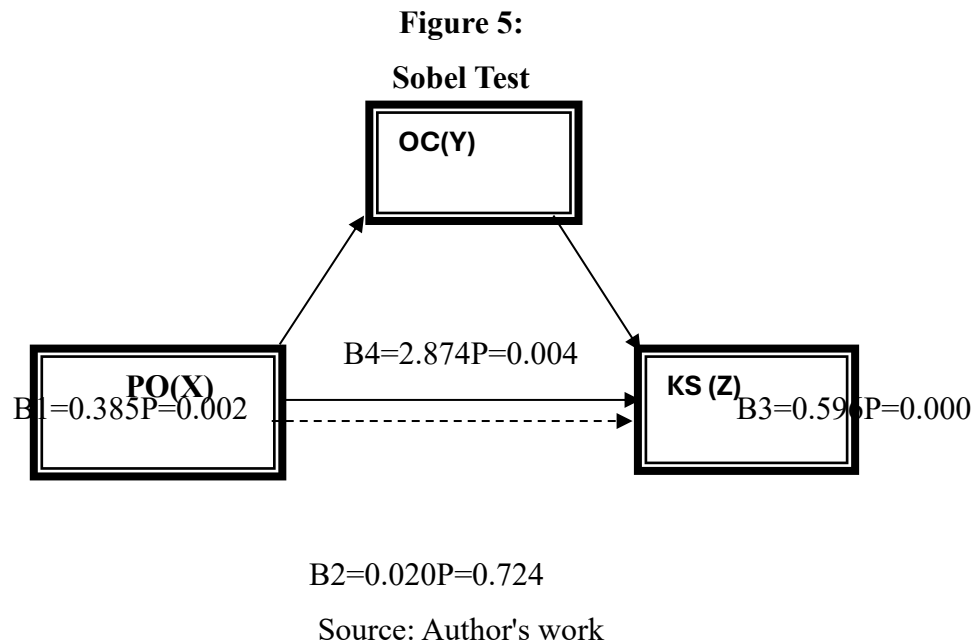 Figure 5:
Sobel Test
OC(Y)
B4=2.874P=0.004
PO(X)
KS (Z)
B1=0.385P=0.002
B3=0.596P=0.000
B2=0.020P=0.724
Source: Author's work